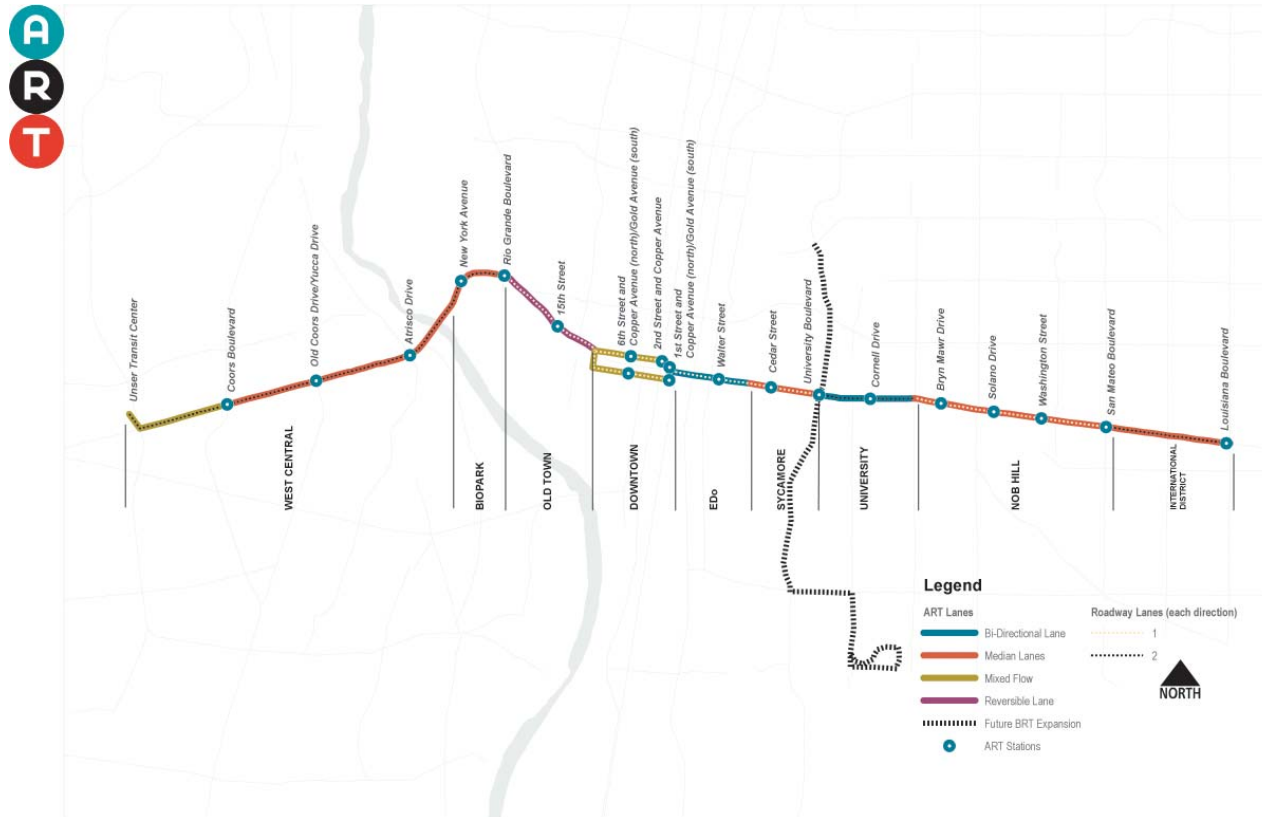 A
R
T
Unser Transit Center
Coors Boulevard
Old Coors Drive/Yucca Drive
Atrisco Drive
New York Avenue
Rio Grande Boulevard
15th Street
6th Street and
Copper Avenue (north)/Gold Avenue (south)
2nd Street and Copper Avenue
1st Street and
Copper Avenue (north)/Gold Avenue (south)
Walter Street
Cedar Street
University Boulevard
Cornell Drive
Bryn Mawr Drive
Solano Drive
Washington Street
San Mateo Boulevard
Louisiana Boulevard
WEST CENTRAL
BIOPARK
OLD TOWN
DOWNTOWN
EDo
SYCAMORE
UNIVERSITY
NOB HILL
INTERNATIONAL
DISTRICT
Legend
ART Lanes
Bi-Directional Lane
Median Lanes
Mixed Flow
Reversible Lane
Future BRT Expansion
ART Stations
Roadway Lanes (each direction)
1
2
NORTH